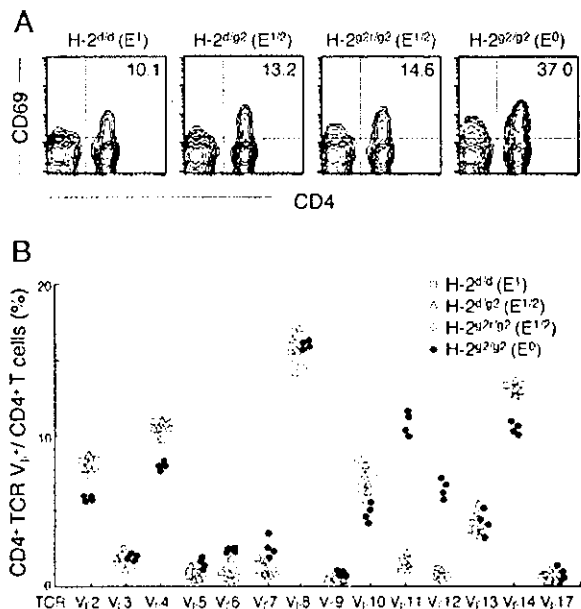 A
H-2d/d (E1)
H-2d/g2 (E1/2)
H-2g2r/g2 (E1/2)
H-2g2/g2 (E0)
10.1
13.2
14.6
37.0
CD69
CD4
B
CD4+ TCR Vβ+/ CD4+ T cells (%)
20
10
0
H-2d/d (E1)
H-2d/g2 (E1/2)
H-2g2r/g2 (E1/2)
H-2g2/g2 (E0)
TCR Vβ2 Vβ3 Vβ4 Vβ5 Vβ6 Vβ7 Vβ8 Vβ9 Vβ10 Vβ11 Vβ12 Vβ13 Vβ14 Vβ17